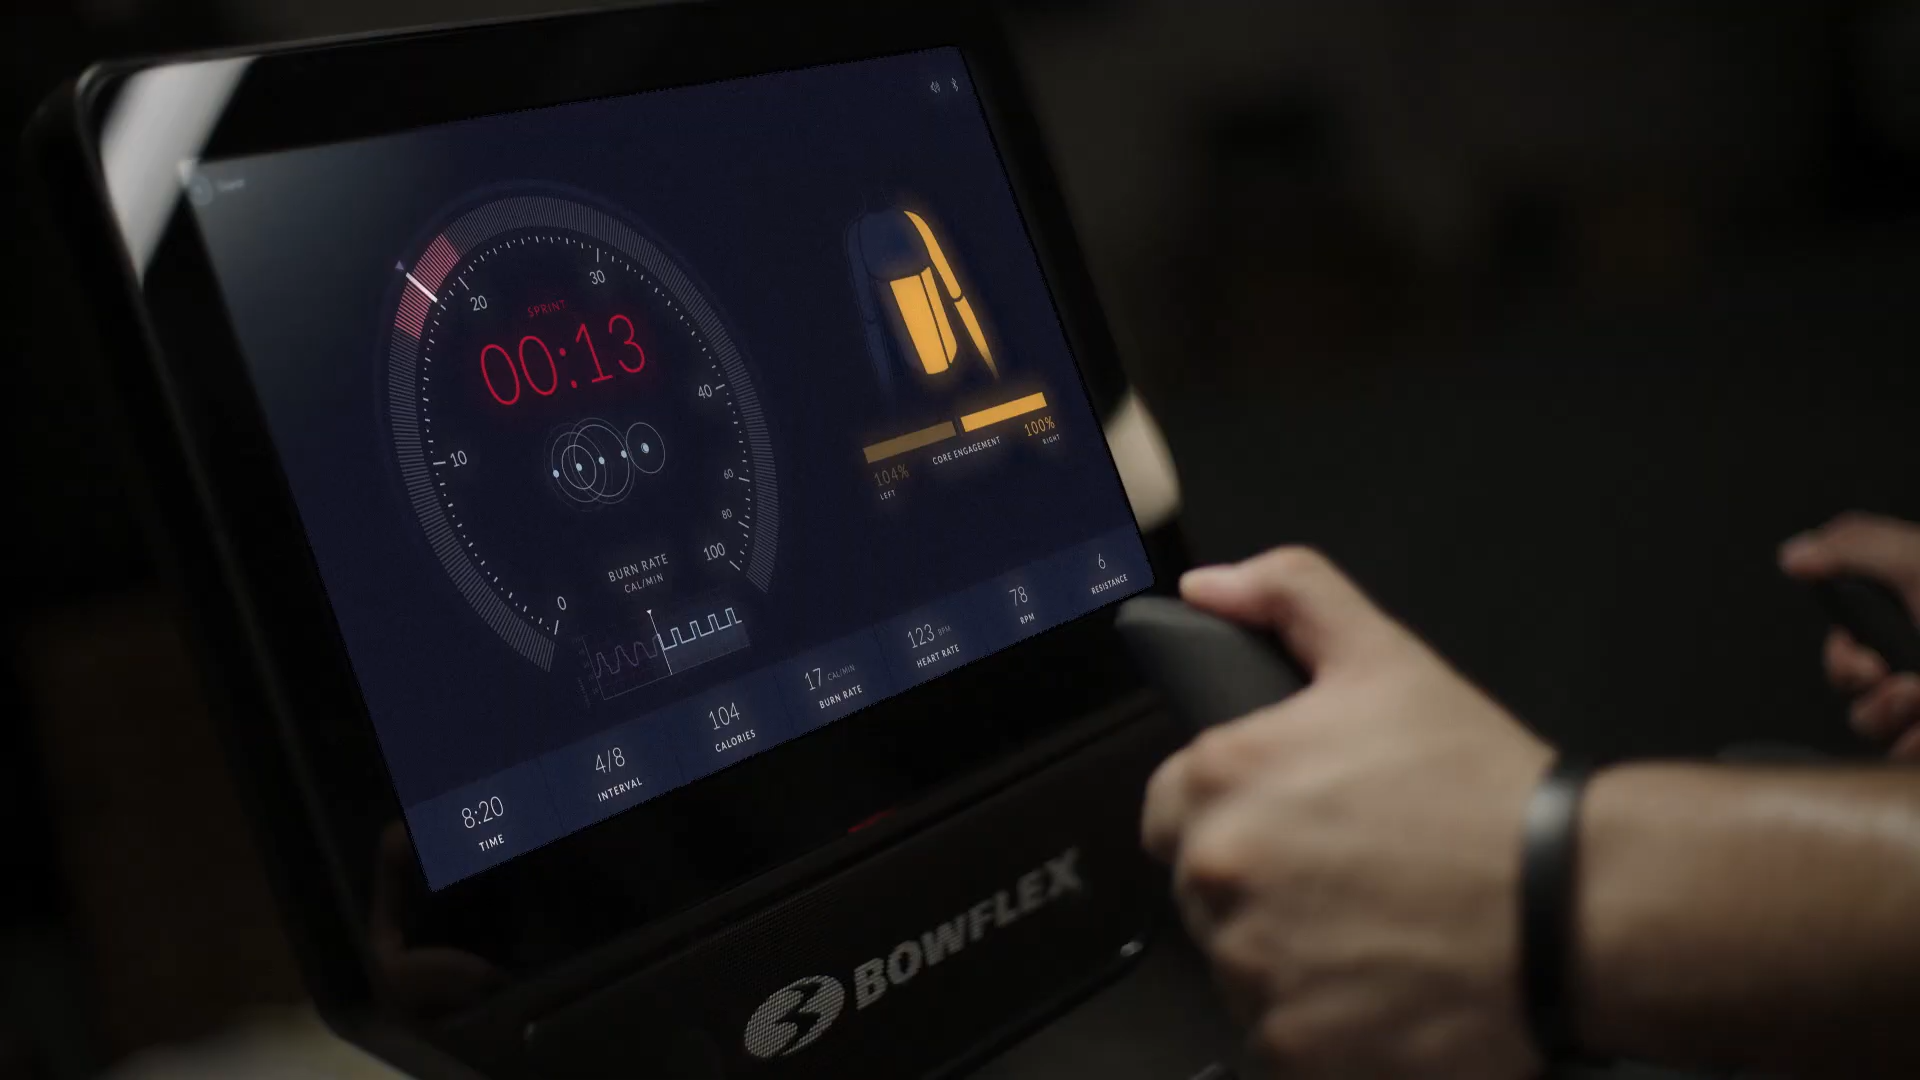 SPRINT
00:13
0
10
20
30
40
60
80
100
BURN RATE
CAL/MIN
104%
LEFT
CORE ENGAGEMENT
100%
RIGHT
8:20
TIME
4/8
INTERVAL
104
CALORIES
17 CAL/MIN
BURN RATE
123 BPM
HEART RATE
78
RPM
6
RESISTANCE
BOWFLEX